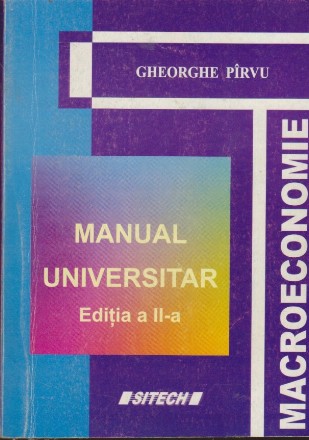 GHEORGHE PÎRVU
MACROECONOMIE
MANUAL
UNIVERSITAR
Ediția a II-a
SITECH